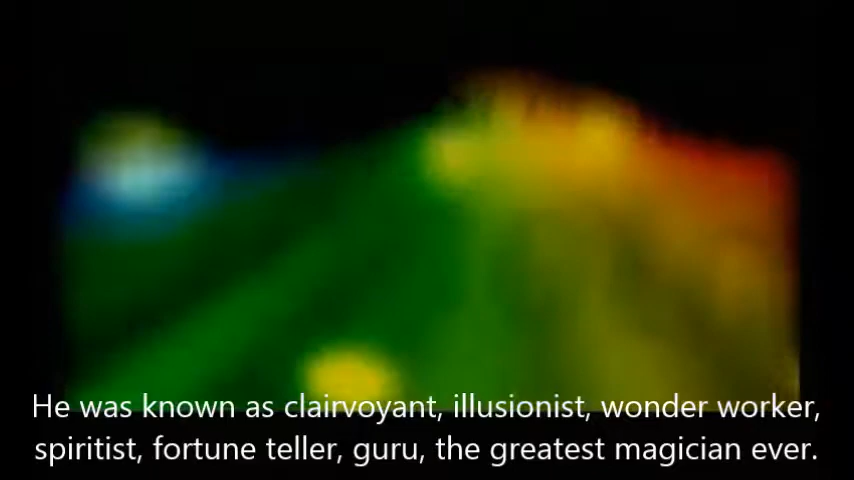 He was known as clairvoyant, illusionist, wonder worker,
spiritist, fortune teller, guru, the greatest magician ever.